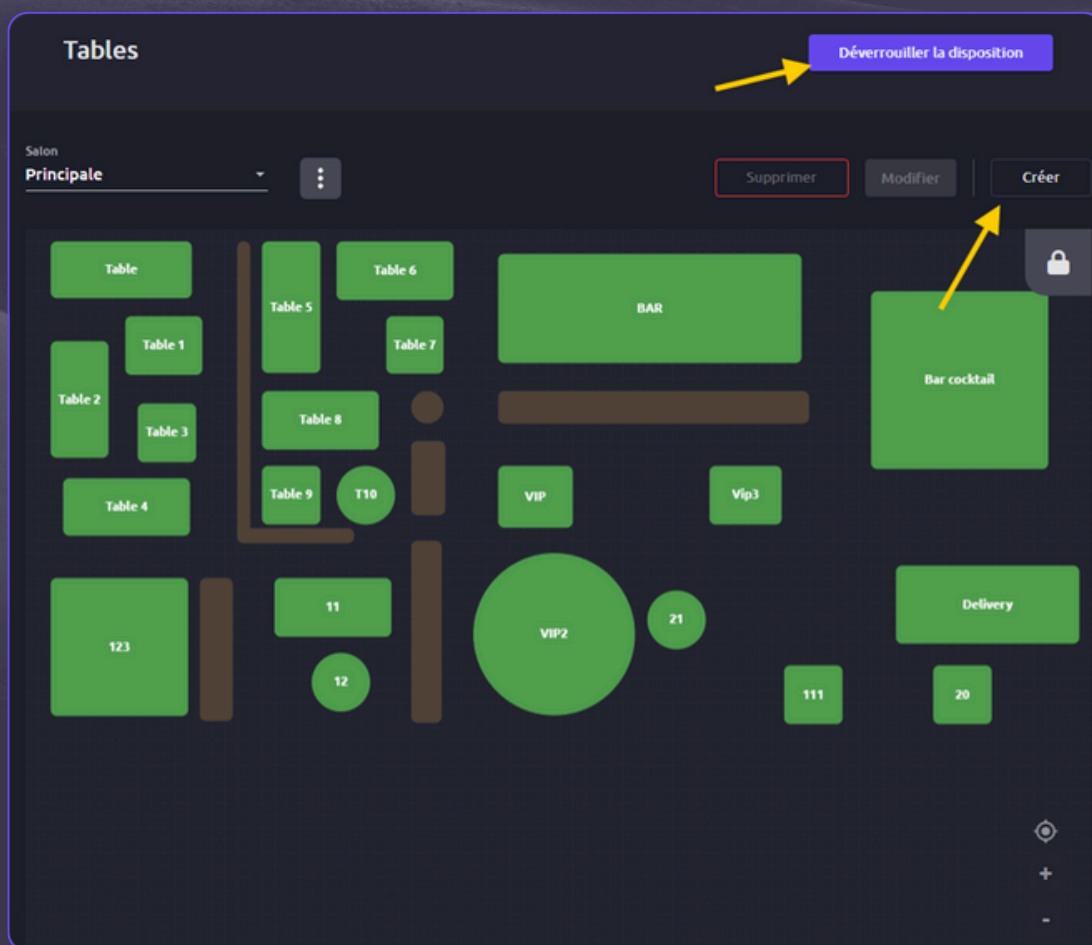 Tables
Déverrouiller la disposition
Salon
Principale
Supprimer
Modifier
Créer
Table
Table 5
Table 6
BAR
Table 1
Table 7
Table 2
Bar cocktail
Table 3
Table 8
Table 4
Table 9
T10
VIP
Vip3
123
11
VIP2
21
Delivery
12
111
20
+
-